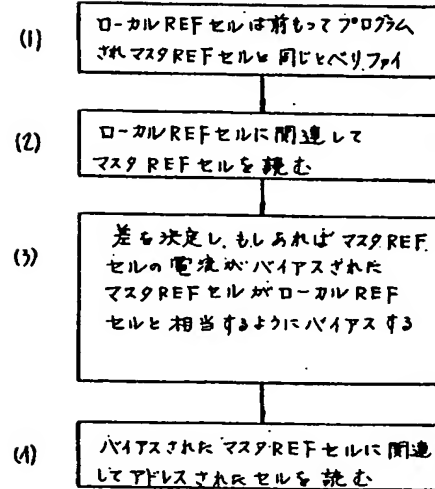 (1)
ローカルREFセルは前もってプログラム
されマスタREFセルと同じとベリファイ
(2)
ローカルREFセルに関連して
マスタREFセルを読む
(3)
差を決定し、もしあればマスタREF
セルの電流がバイアスされた
マスタREFセルがローカルREF
セルと相当するようにバイアスする
(4)
バイアスされたマスタREFセルに関連
してアドレスされたセルを読む